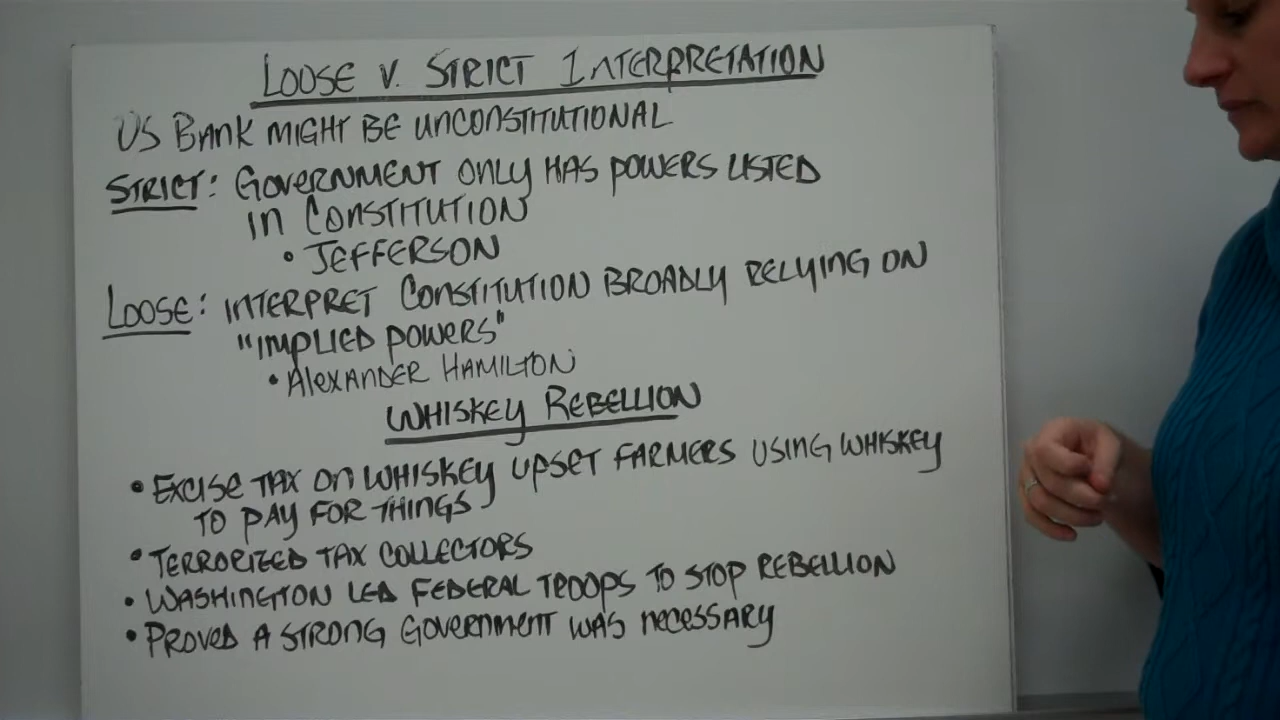 LOOSE V. STRICT INTERPRETATION
US BANK MIGHT BE UNCONSTITUTIONAL
STRICT: GOVERNMENT ONLY HAS POWERS LISTED
IN CONSTITUTION
• JEFFERSON
LOOSE: INTERPRET CONSTITUTION BROADLY RELYING ON
"IMPLIED POWERS"
• ALEXANDER HAMILTON
WHISKEY REBELLION
• EXCISE TAX ON WHISKEY UPSET FARMERS USING WHISKEY
TO PAY FOR THINGS
• TERRORIZED TAX COLLECTORS
• WASHINGTON LED FEDERAL TROOPS TO STOP REBELLION
• PROVED A STRONG GOVERNMENT WAS NECESSARY